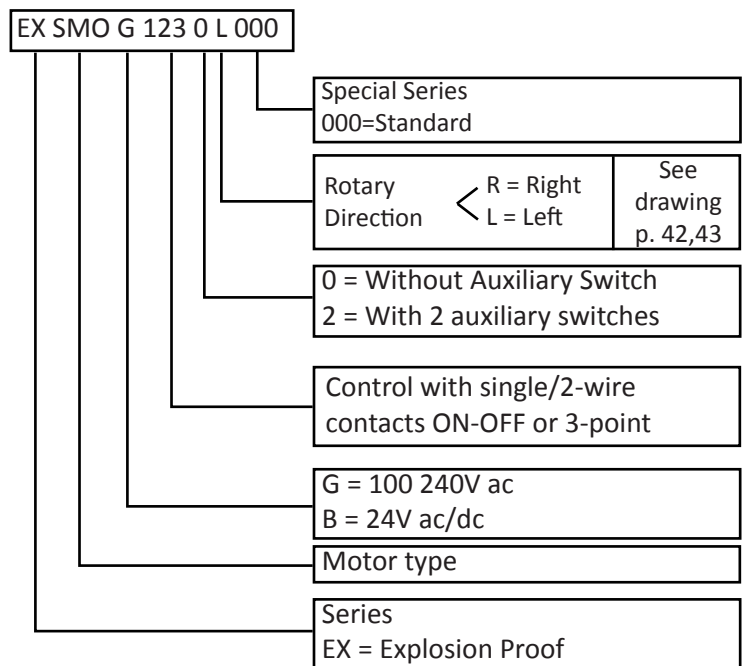 EX SMO G 123 0 L 000
Special Series
000=Standard
Rotary
Direction
R = Right
L = Left
See
drawing
p. 42,43
0 = Without Auxiliary Switch
2 = With 2 auxiliary switches
Control with single/2-wire
contacts ON-OFF or 3-point
G = 100 240V ac
B = 24V ac/dc
Motor type
Series
EX = Explosion Proof